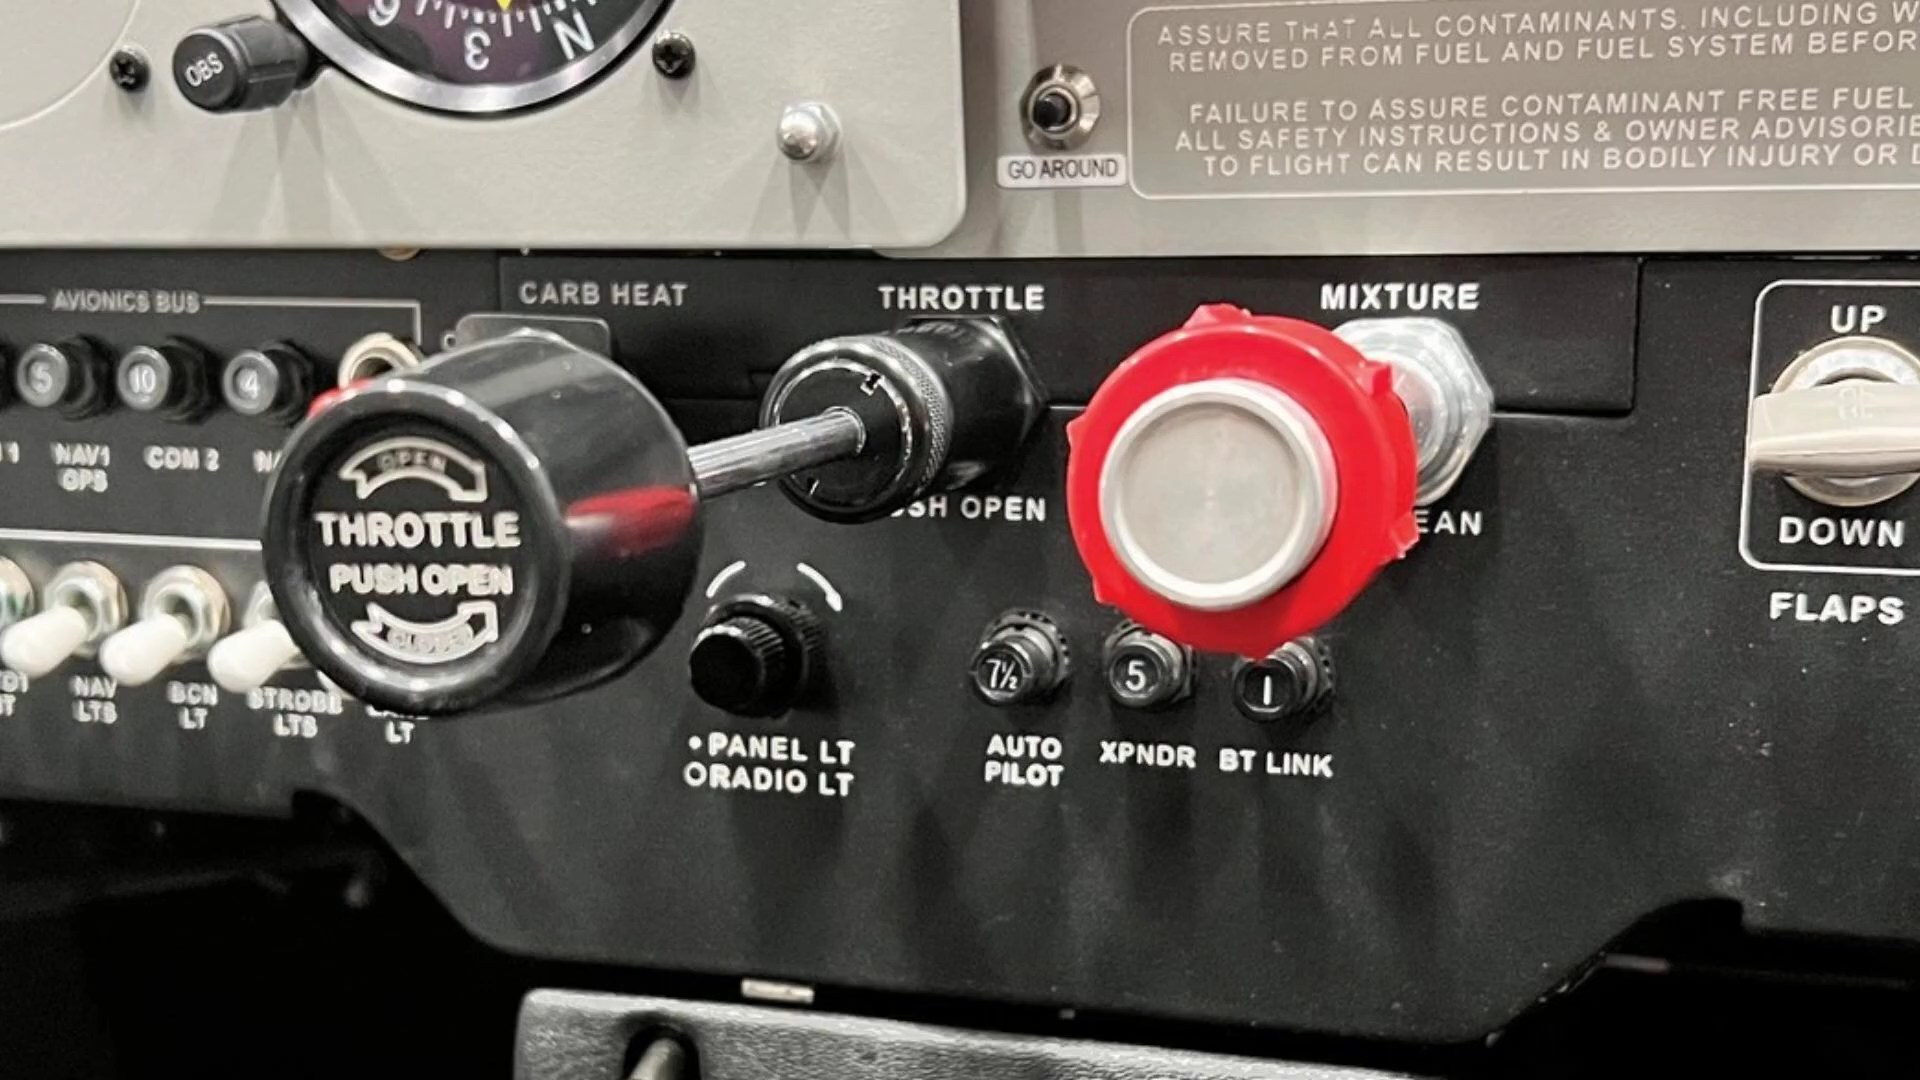 OBS
6
3
N
GO AROUND
ASSURE THAT ALL CONTAMINANTS, INCLUDING W
REMOVED FROM FUEL AND FUEL SYSTEM BEFOR
FAILURE TO ASSURE CONTAMINANT FREE FUEL
ALL SAFETY INSTRUCTIONS & OWNER ADVISORIE
TO FLIGHT CAN RESULT IN BODILY INJURY OR D
AVIONICS BUS
5
10
4
NAV1
GPS
COM 2
CARB HEAT
THROTTLE
SH OPEN
MIXTURE
EAN
UP
DOWN
FLAPS
OPEN
THROTTLE
PUSH OPEN
CLOSED
NAV
LTS
BCN
LT
STROBE
LTS
LT
PANEL LT
RADIO LT
7½
5
1
AUTO
PILOT
XPNDR
BT LINK